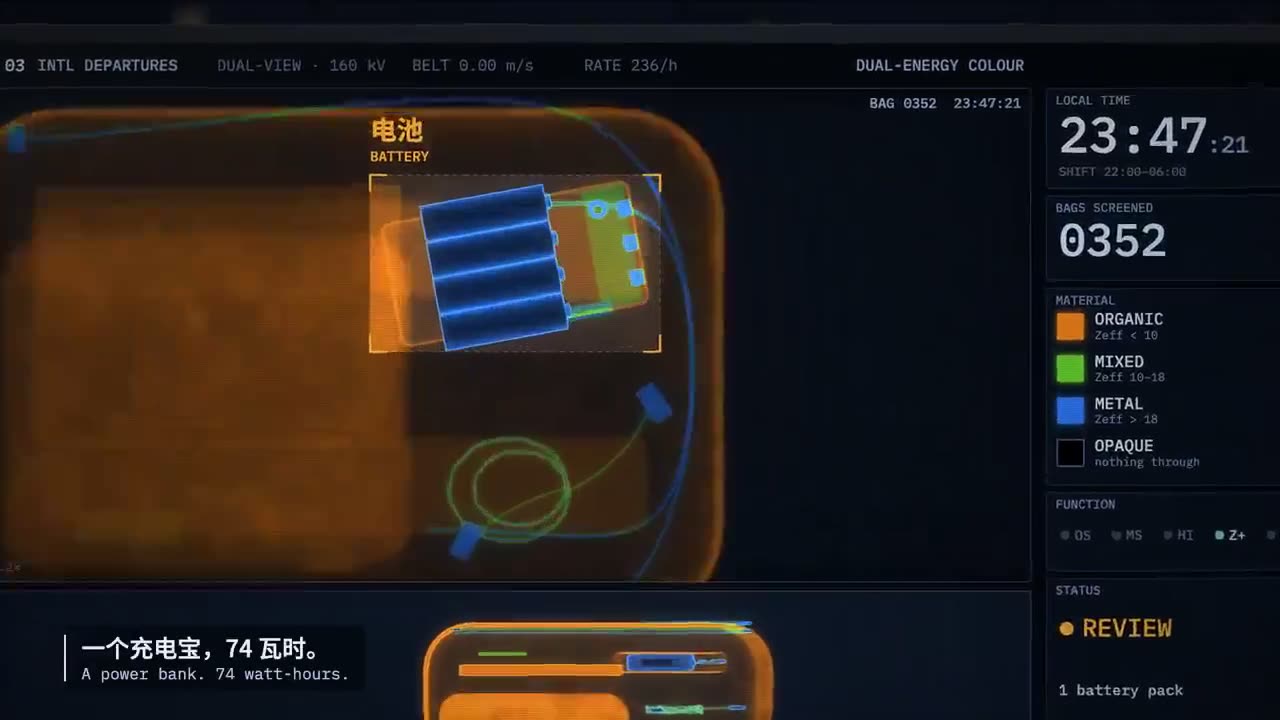 03 INTL DEPARTURES DUAL-VIEW · 160 kV BELT 0.00 m/s RATE 236/h DUAL-ENERGY COLOUR
BAG 0352 23:47:21
电池
BATTERY
LOCAL TIME
23:47:21
SHIFT 22:00–06:00
BAGS SCREENED
0352
MATERIAL
ORGANIC
Zeff < 10
MIXED
Zeff 10–18
METAL
Zeff > 18
OPAQUE
nothing through
FUNCTION
OS MS HI Z+
STATUS
REVIEW
1 battery pack
一个充电宝，74 瓦时。
A power bank. 74 watt-hours.